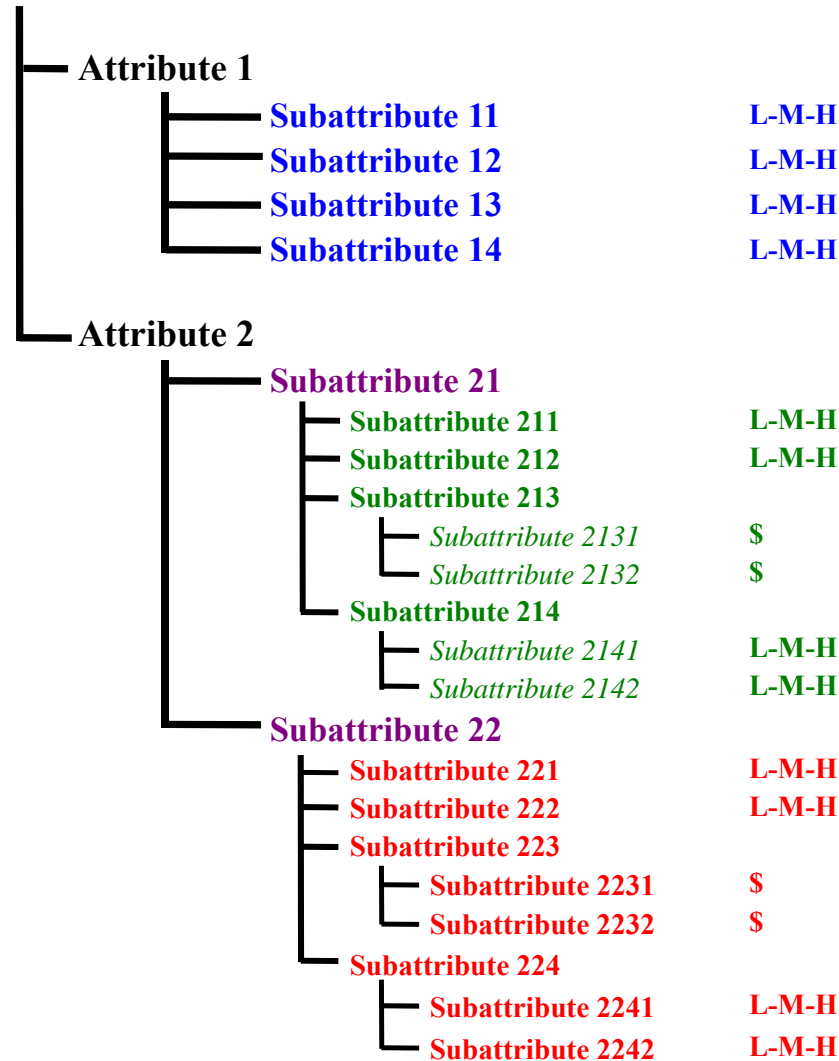 Attribute 1
Subattribute 11 L-M-H
Subattribute 12 L-M-H
Subattribute 13 L-M-H
Subattribute 14 L-M-H
Attribute 2
Subattribute 21
Subattribute 211 L-M-H
Subattribute 212 L-M-H
Subattribute 213
Subattribute 2131 $
Subattribute 2132 $
Subattribute 214
Subattribute 2141 L-M-H
Subattribute 2142 L-M-H
Subattribute 22
Subattribute 221 L-M-H
Subattribute 222 L-M-H
Subattribute 223
Subattribute 2231 $
Subattribute 2232 $
Subattribute 224
Subattribute 2241 L-M-H
Subattribute 2242 L-M-H